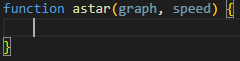 function astar(graph, speed) {
}